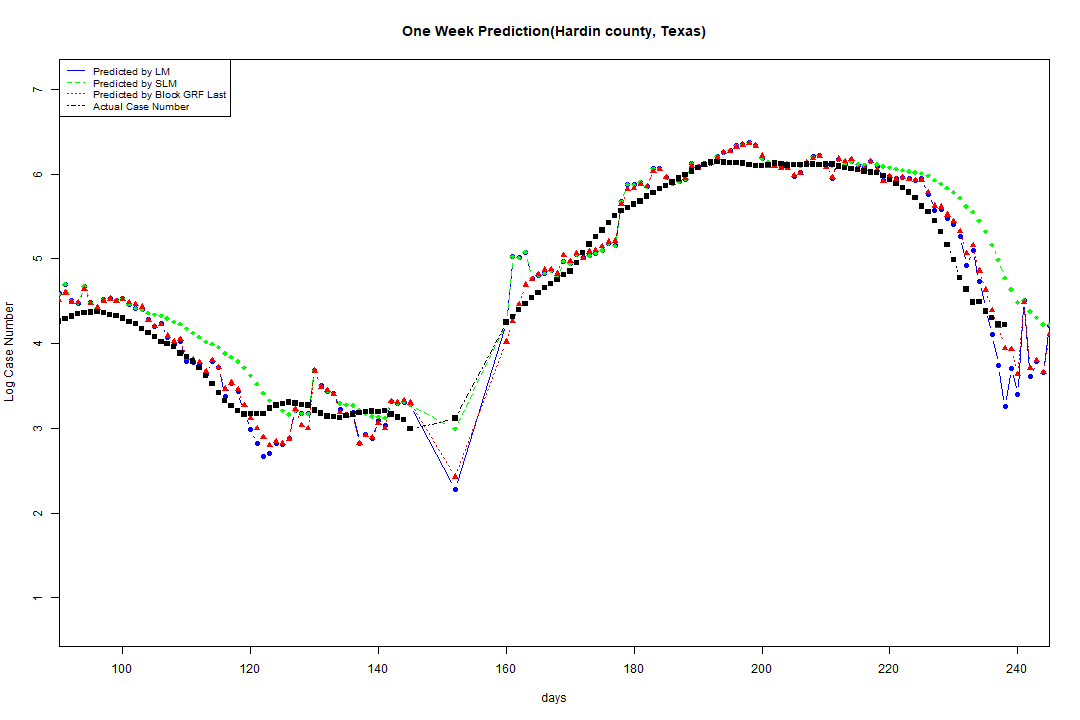 One Week Prediction(Hardin county, Texas)
Predicted by LM
Predicted by SLM
Predicted by Block GRF Last
Actual Case Number
7
6
5
4
3
2
1
Log Case Number
100 120 140 160 180 200 220 240
days